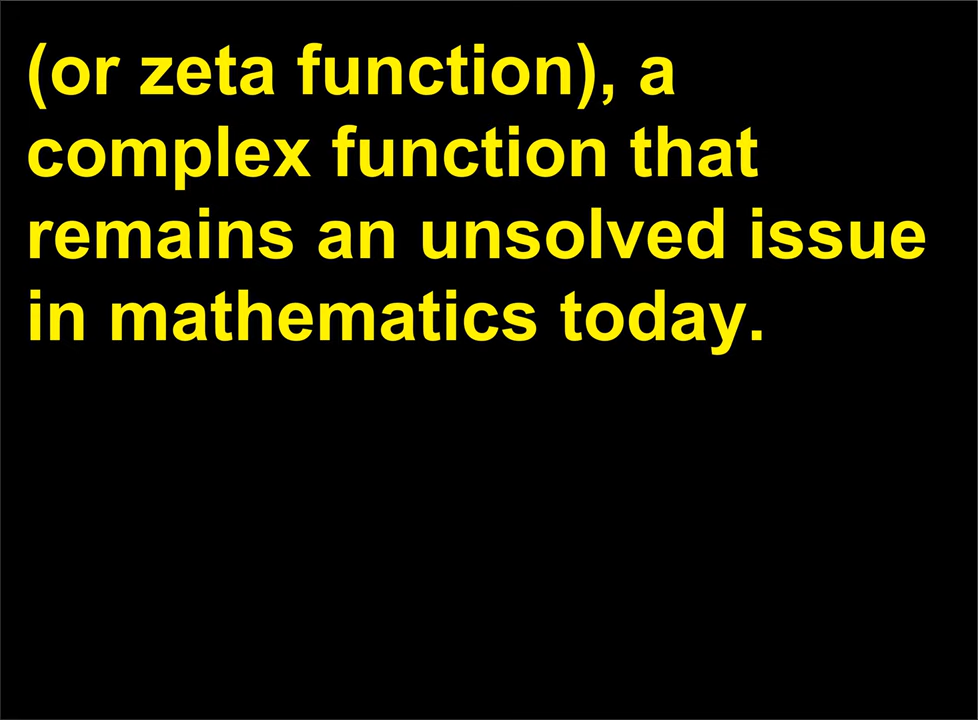 (or zeta function), a
complex function that
remains an unsolved issue
in mathematics today.